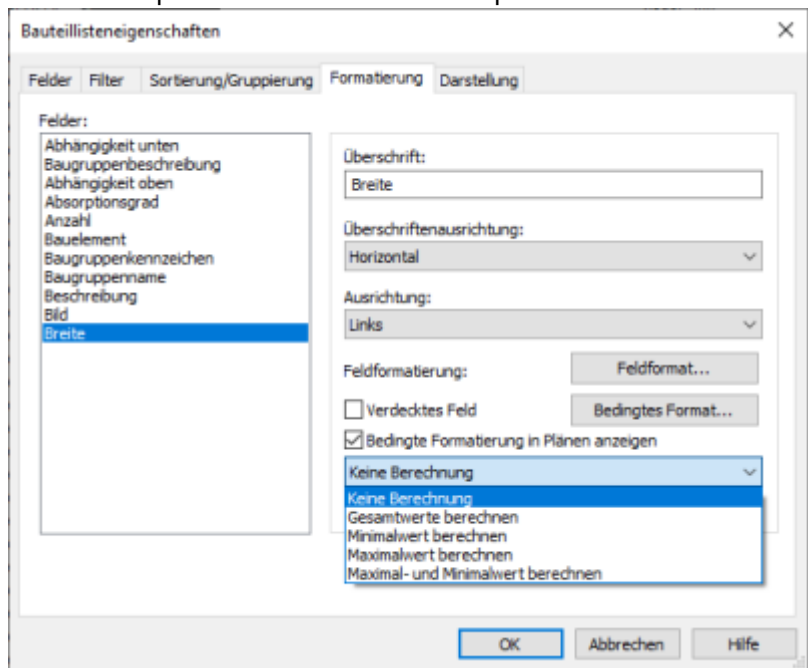 Bauteillisteneigenschaften
Felder Filter Sortierung/Gruppierung Formatierung Darstellung
Felder:
Abhängigkeit unten
Baugruppenbeschreibung
Abhängigkeit oben
Absorptionsgrad
Anzahl
Bauelement
Baugruppenkennzeichen
Baugruppenname
Beschreibung
Bild
Breite
Überschrift:
Breite
Überschriftenausrichtung:
Horizontal
Ausrichtung:
Links
Feldformatierung: Feldformat...
Verdecktes Feld Bedingtes Format...
Bedingte Formatierung in Plänen anzeigen
Keine Berechnung
Keine Berechnung
Gesamtwerte berechnen
Minimalwert berechnen
Maximalwert berechnen
Maximal- und Minimalwert berechnen
OK Abbrechen Hilfe